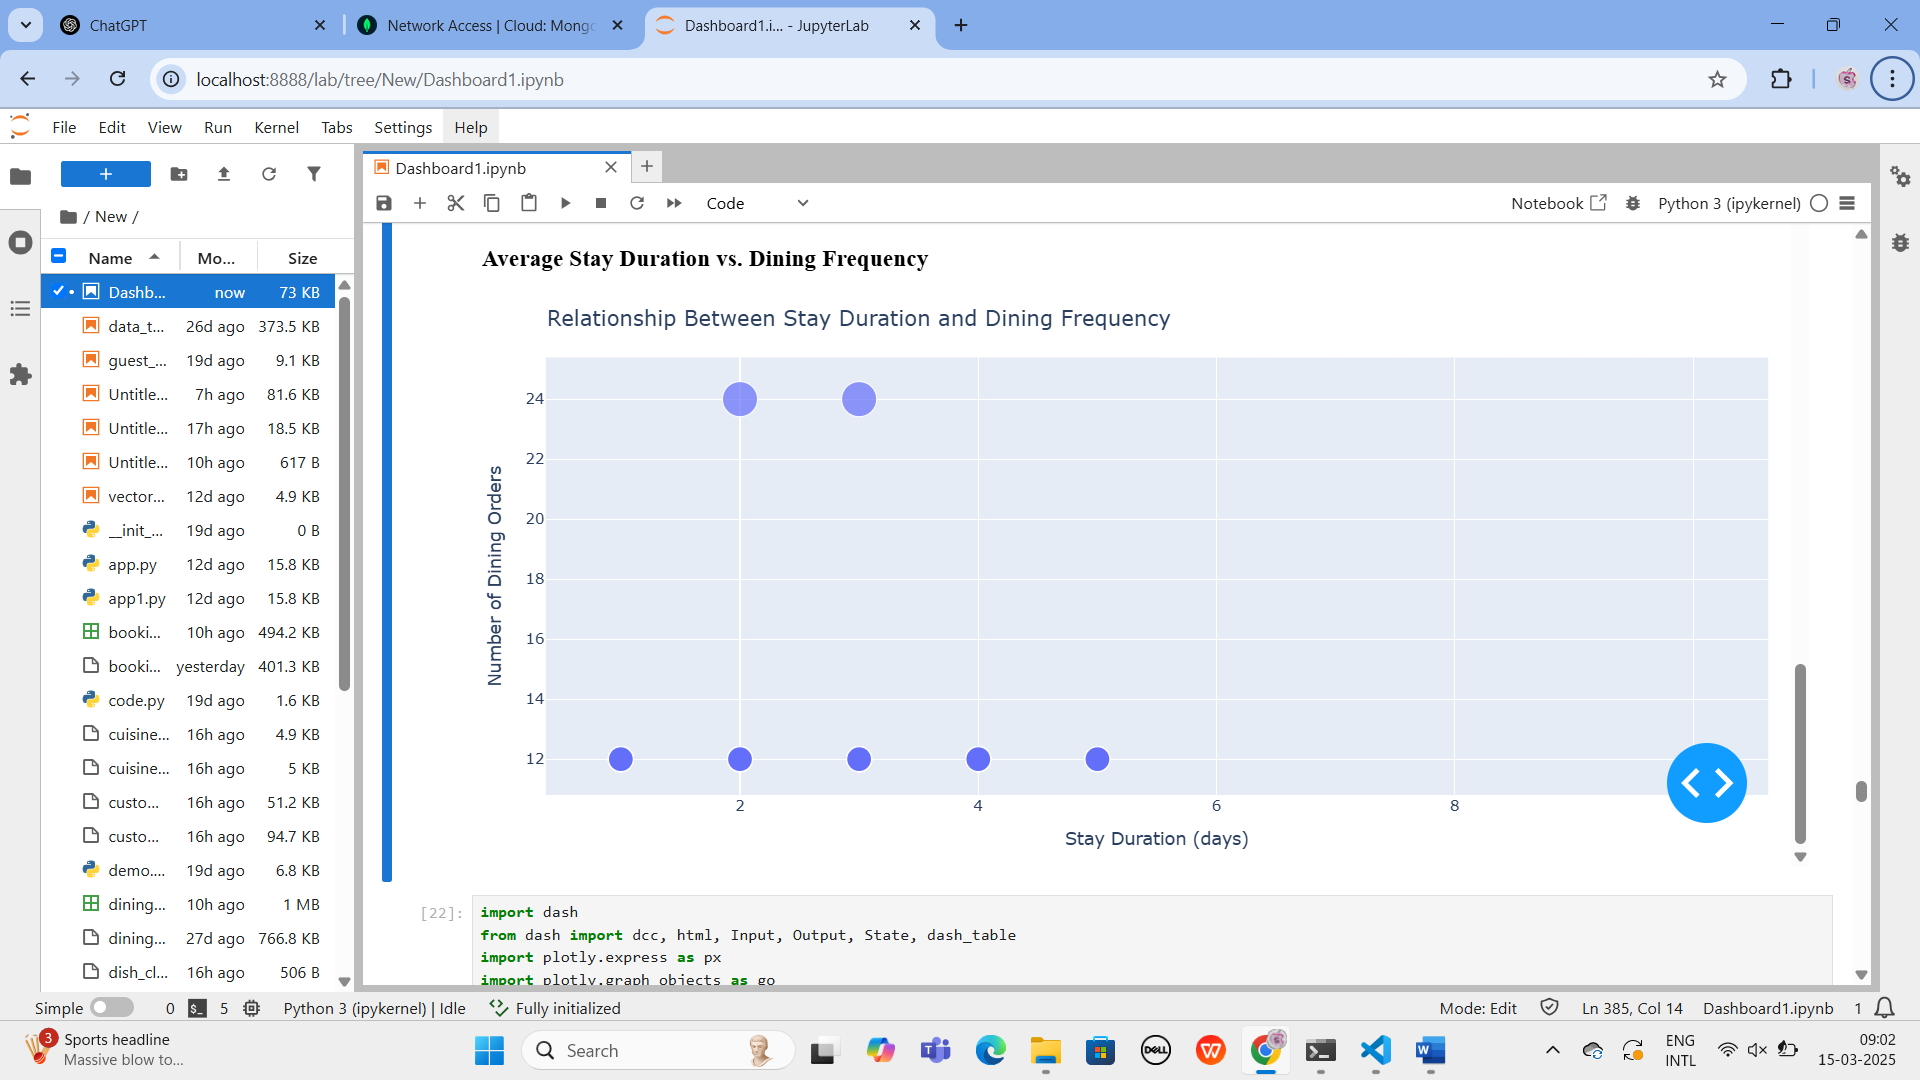 ChatGPT
Network Access | Cloud: Mongo
Dashboard1.i... - JupyterLab
localhost:8888/lab/tree/New/Dashboard1.ipynb
File Edit View Run Kernel Tabs Settings Help
/ New /
Name Mo... Size
Dashb... now 73 KB
data_t... 26d ago 373.5 KB
guest_... 19d ago 9.1 KB
Untitle... 7h ago 81.6 KB
Untitle... 17h ago 18.5 KB
Untitle... 10h ago 617 B
vector... 12d ago 4.9 KB
__init_... 19d ago 0 B
app.py 12d ago 15.8 KB
app1.py 12d ago 15.8 KB
booki... 10h ago 494.2 KB
booki... yesterday 401.3 KB
code.py 19d ago 1.6 KB
cuisine... 16h ago 4.9 KB
cuisine... 16h ago 5 KB
custo... 16h ago 51.2 KB
custo... 16h ago 94.7 KB
demo.... 19d ago 6.8 KB
dining... 10h ago 1 MB
dining... 27d ago 766.8 KB
dish_cl... 16h ago 506 B
Dashboard1.ipynb
Code
Notebook
Python 3 (ipykernel)
Average Stay Duration vs. Dining Frequency
Relationship Between Stay Duration and Dining Frequency
24
22
20
18
16
14
12
Number of Dining Orders
2 4 6 8
Stay Duration (days)
[22]:
import dash
from dash import dcc, html, Input, Output, State, dash_table
import plotly.express as px
import plotly.graph_objects as go
Simple 0 5 Python 3 (ipykernel) | Idle Fully initialized
Mode: Edit Ln 385, Col 14 Dashboard1.ipynb 1
3
Sports headline
Massive blow to...
Search
DELL
ENG
INTL
09:02
15-03-2025